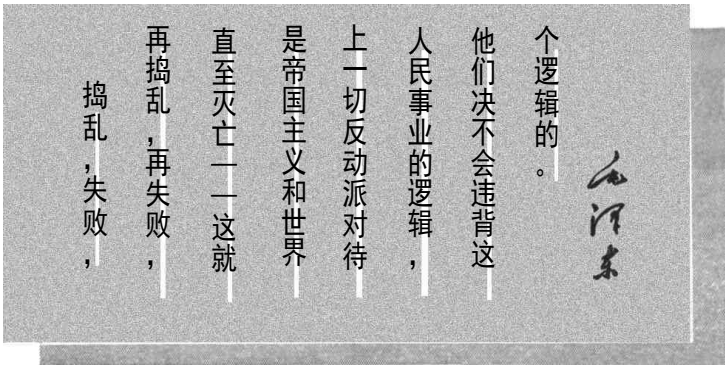 捣乱，失败，
再捣乱，再失败，
直至灭亡——这就
是帝国主义和世界
上一切反动派对待
人民事业的逻辑，
他们决不会违背这
个逻辑的。
毛泽东